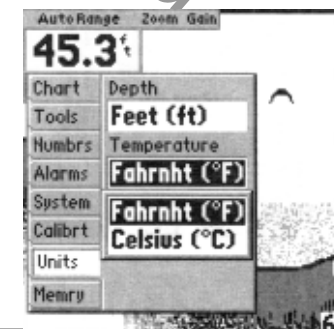 Auto Range Zoom Gain
45.3 ft
Chart
Tools
Numbrs
Alarms
System
Calibrt
Units
Memry
Depth
Feet (ft)
Temperature
Fahrnht (°F)
Fahrnht (°F)
Celsius (°C)